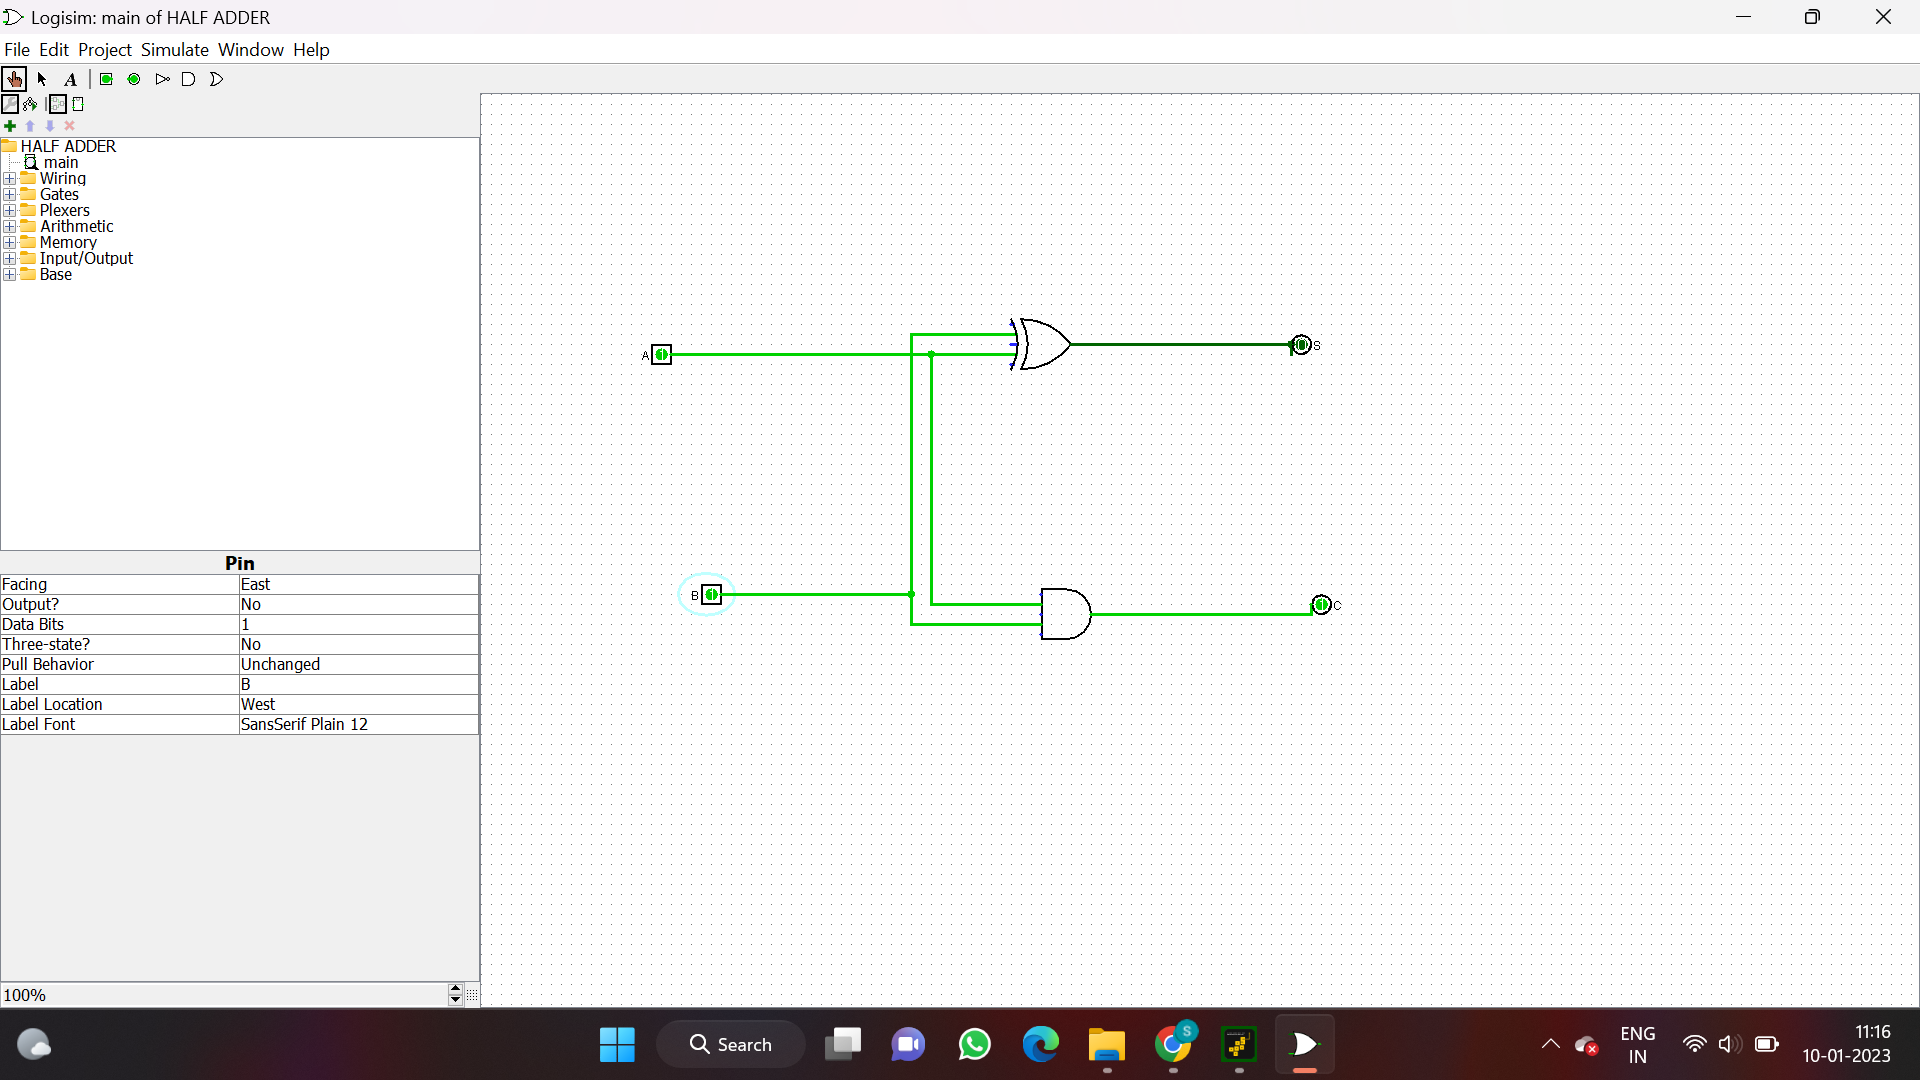 Logisim: main of HALF ADDER
File Edit Project Simulate Window Help
A
HALF ADDER
main
Wiring
Gates
Plexers
Arithmetic
Memory
Input/Output
Base
A
S
B
C
Pin
Facing East
Output? No
Data Bits 1
Three-state? No
Pull Behavior Unchanged
Label B
Label Location West
Label Font SansSerif Plain 12
100%
Search
S
ENG
IN
11:16
10-01-2023